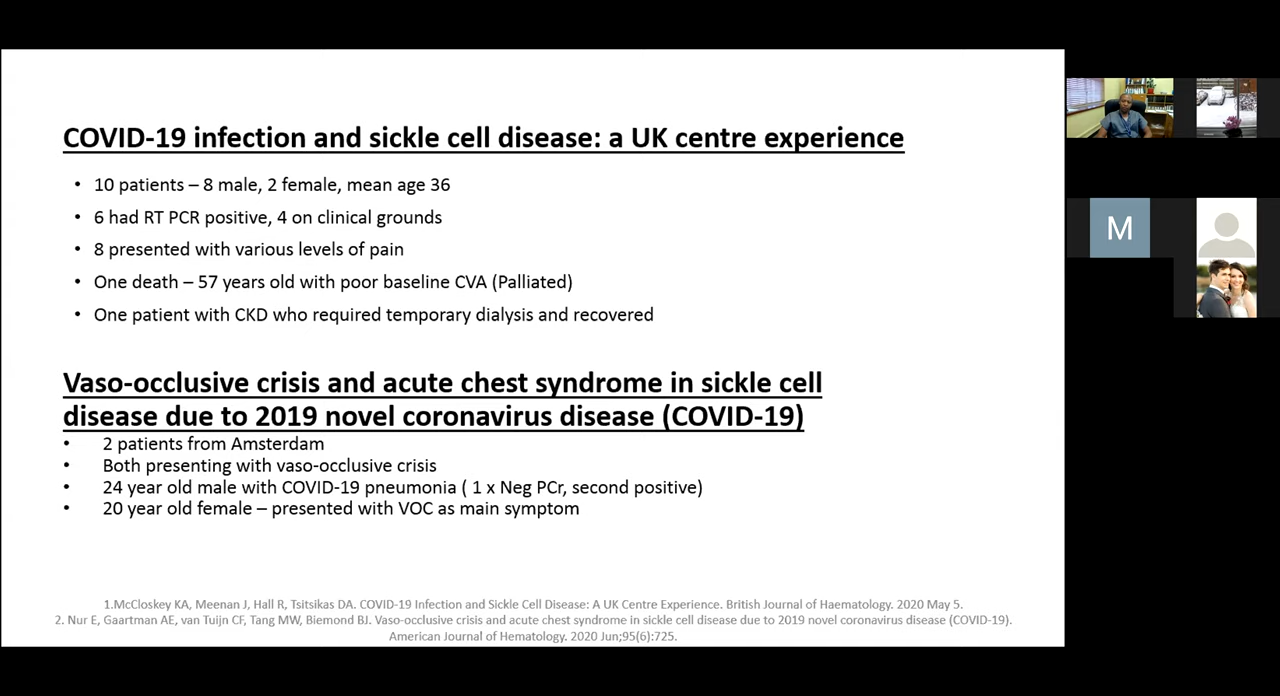 COVID-19 infection and sickle cell disease: a UK centre experience
• 10 patients – 8 male, 2 female, mean age 36
• 6 had RT PCR positive, 4 on clinical grounds
• 8 presented with various levels of pain
• One death – 57 years old with poor baseline CVA (Palliated)
• One patient with CKD who required temporary dialysis and recovered
Vaso-occlusive crisis and acute chest syndrome in sickle cell
disease due to 2019 novel coronavirus disease (COVID-19)
• 2 patients from Amsterdam
• Both presenting with vaso-occlusive crisis
• 24 year old male with COVID-19 pneumonia ( 1 x Neg PCr, second positive)
• 20 year old female – presented with VOC as main symptom
1.McCloskey KA, Meenan J, Hall R, Tsitsikas DA. COVID-19 Infection and Sickle Cell Disease: A UK Centre Experience. British Journal of Haematology. 2020 May 5.
2. Nur E, Gaartman AE, van Tuijn CF, Tang MW, Biemond BJ. Vaso-occlusive crisis and acute chest syndrome in sickle cell disease due to 2019 novel coronavirus disease (COVID-19).
American Journal of Hematology. 2020 Jun;95(6):725.
M